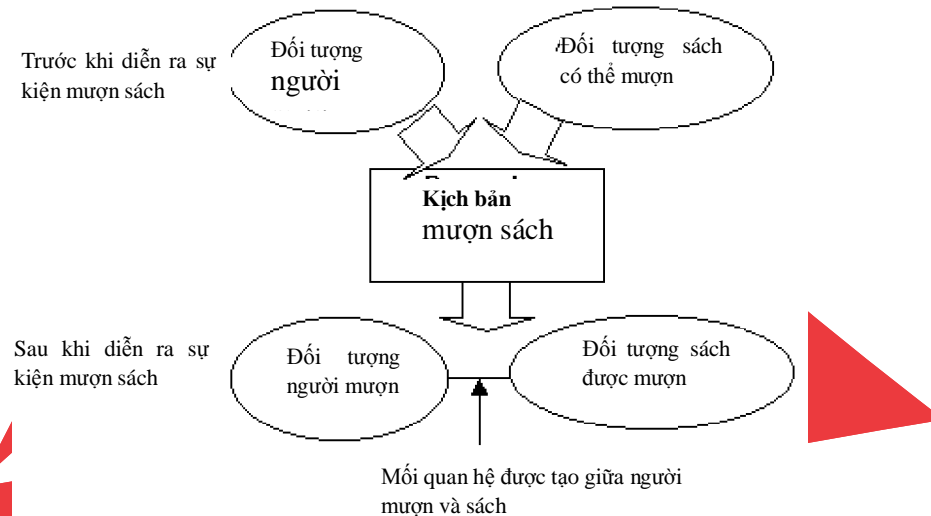 Trước khi diễn ra sự
kiện mượn sách
Đối tượng
người
Đối tượng sách
có thể mượn
Kịch bản
mượn sách
Sau khi diễn ra sự
kiện mượn sách
Đối tượng
người mượn
Đối tượng sách
được mượn
Mối quan hệ được tạo giữa người
mượn và sách